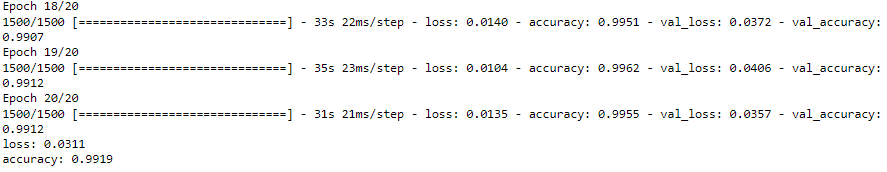 Epoch 18/20
1500/1500 [==============================] - 33s 22ms/step - loss: 0.0140 - accuracy: 0.9951 - val_loss: 0.0372 - val_accuracy:
0.9907
Epoch 19/20
1500/1500 [==============================] - 35s 23ms/step - loss: 0.0104 - accuracy: 0.9962 - val_loss: 0.0406 - val_accuracy:
0.9912
Epoch 20/20
1500/1500 [==============================] - 31s 21ms/step - loss: 0.0135 - accuracy: 0.9955 - val_loss: 0.0357 - val_accuracy:
0.9912
loss: 0.0311
accuracy: 0.9919